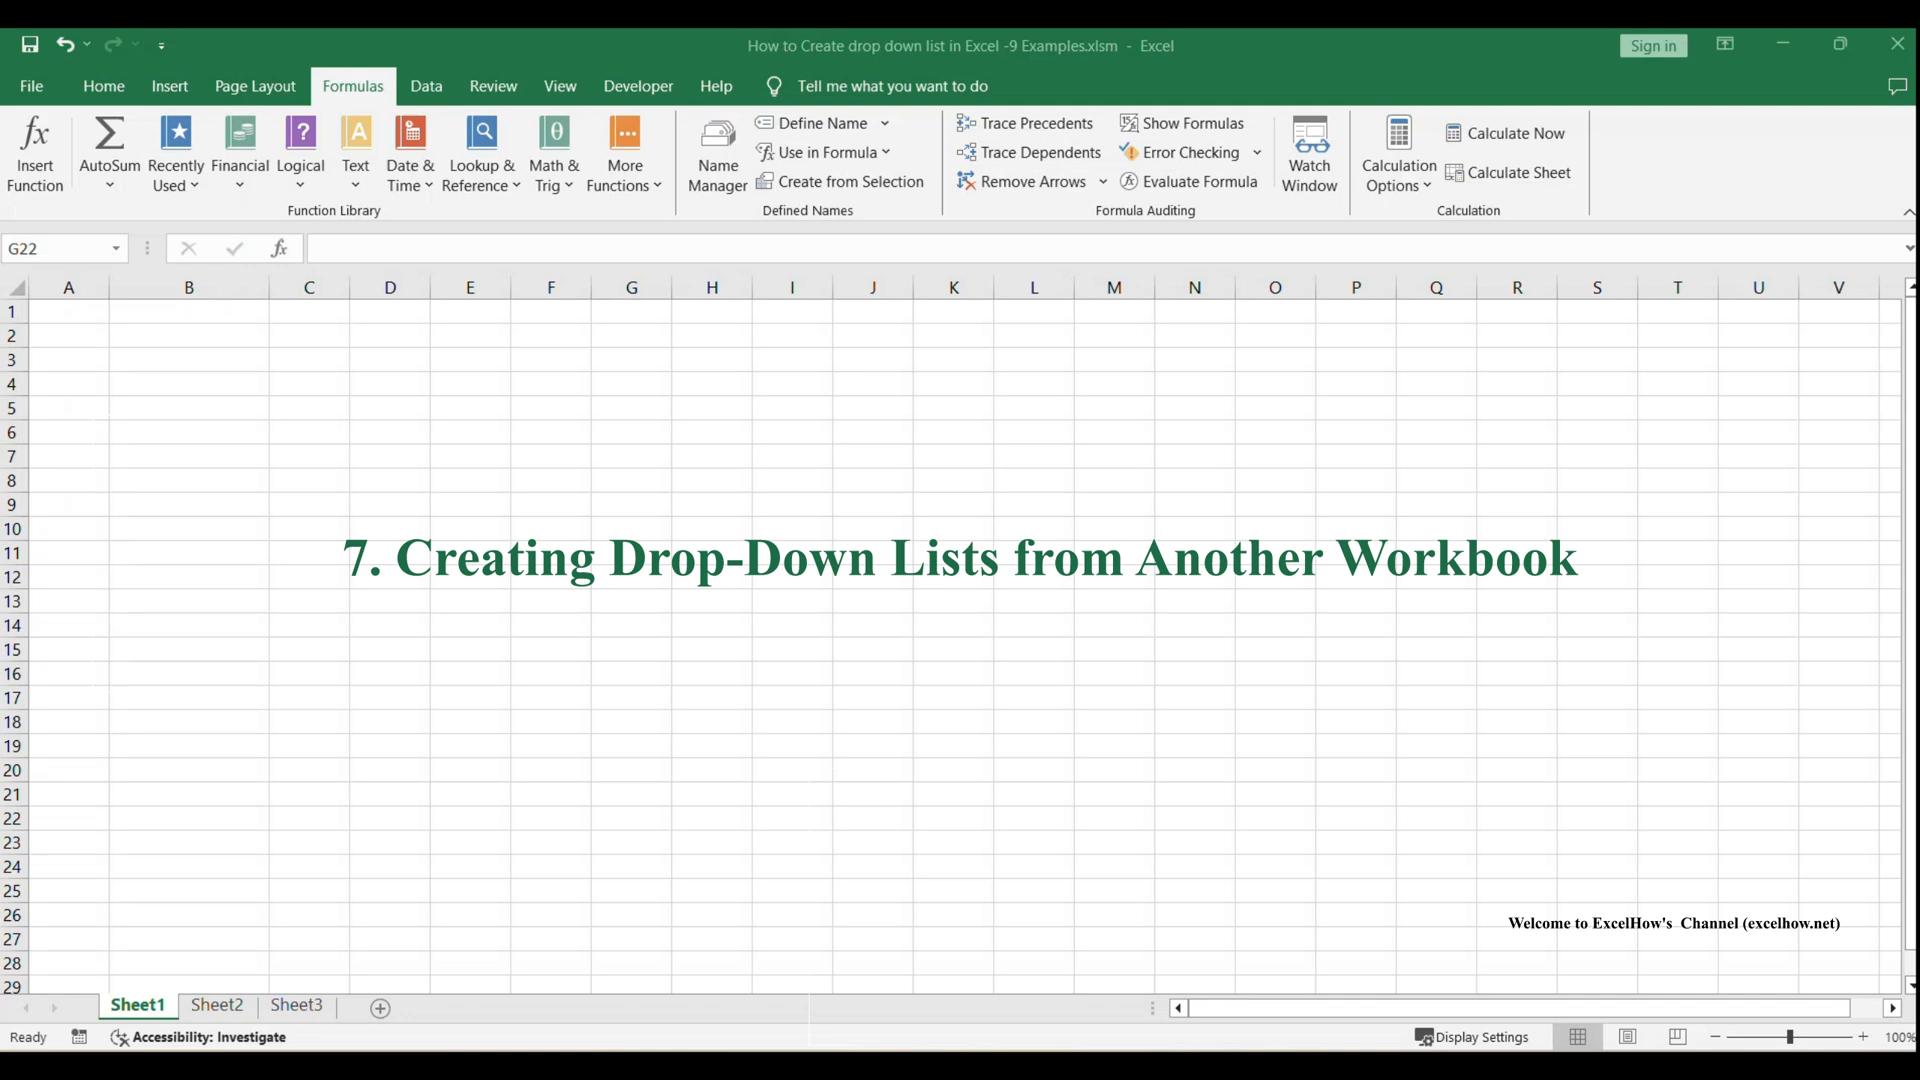 How to Create drop down list in Excel -9 Examples.xlsm - Excel
Sign in
File Home Insert Page Layout Formulas Data Review View Developer Help Tell me what you want to do
fx Insert Function
AutoSum
Recently Used
Financial
Logical
Text
Date & Time
Lookup & Reference
Math & Trig
More Functions
Function Library
Name Manager
Define Name
Use in Formula
Create from Selection
Defined Names
Trace Precedents
Trace Dependents
Remove Arrows
Show Formulas
Error Checking
Evaluate Formula
Formula Auditing
Watch Window
Calculation Options
Calculate Now
Calculate Sheet
Calculation
G22
fx
A B C D E F G H I J K L M N O P Q R S T U V
1
2
3
4
5
6
7
8
9
10
11
7. Creating Drop-Down Lists from Another Workbook
12
13
14
15
16
17
18
19
20
21
22
23
24
25
26
Welcome to ExcelHow's Channel (excelhow.net)
27
28
29
Sheet1 Sheet2 Sheet3
Ready Accessibility: Investigate Display Settings 100%